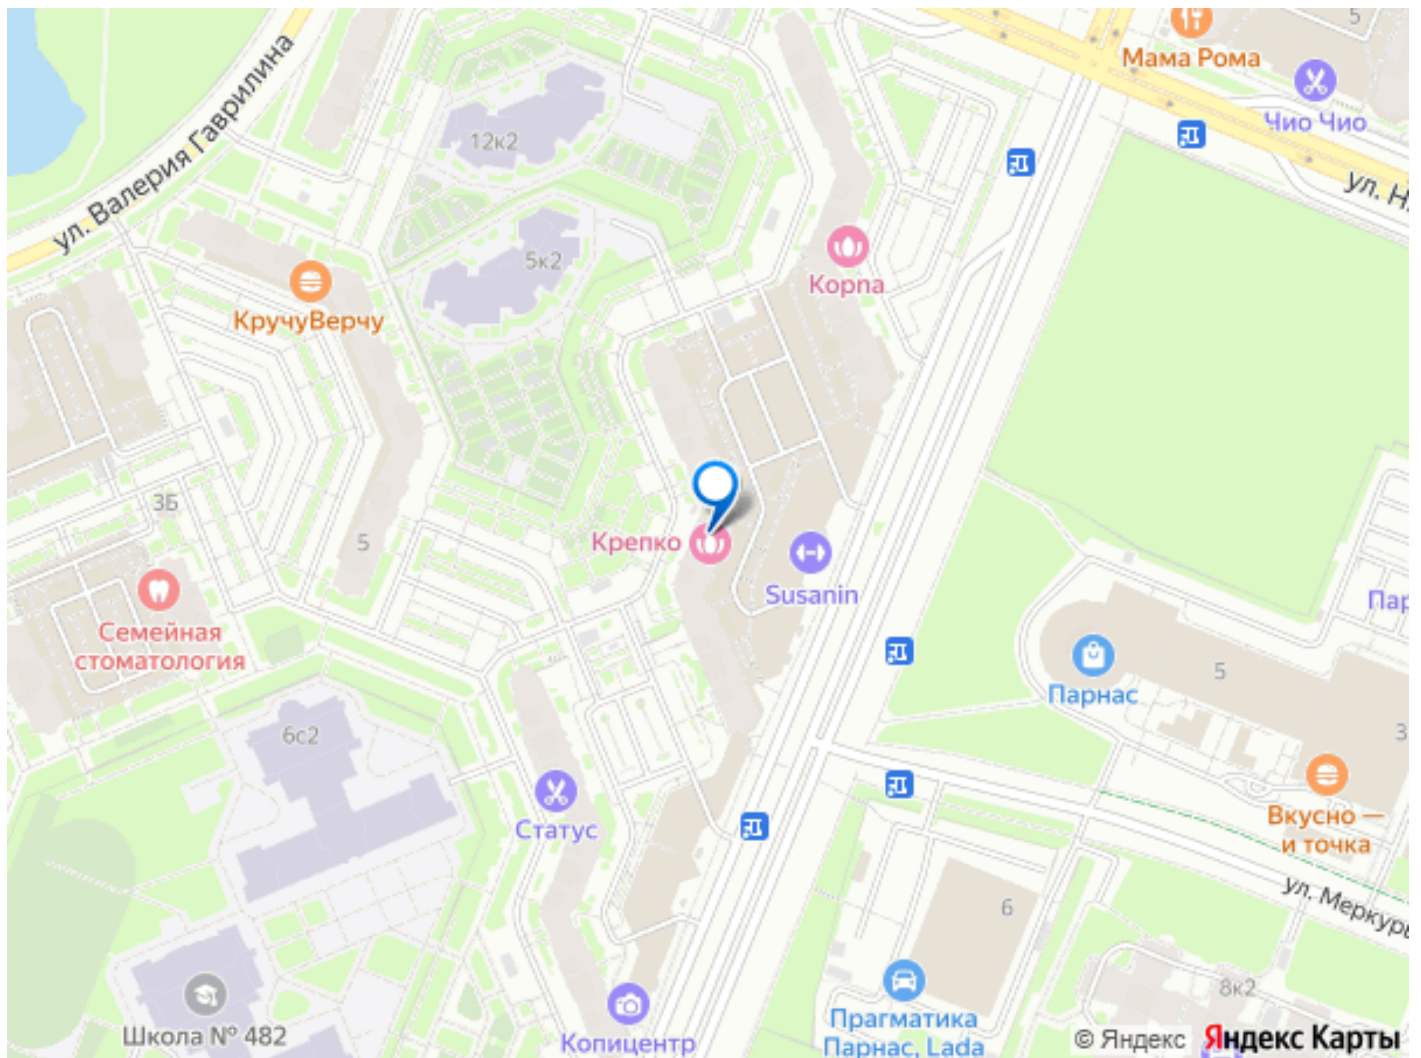 5
Мама Рома
Чио Чио
ул. Валерия Гаврилина
12к2
ул. Н
5к2
Корпа
КручуВерчу
3Б
5
Крепко
Susanin
Семейная
стоматология
Пар
5
Парнас
6с2
3
Статус
Вкусно —
и точка
ул. Меркурь
6
8к2
Школа № 482
Копицентр
Прагматика
Парнас, Lada
© Яндекс Яндекс Карты